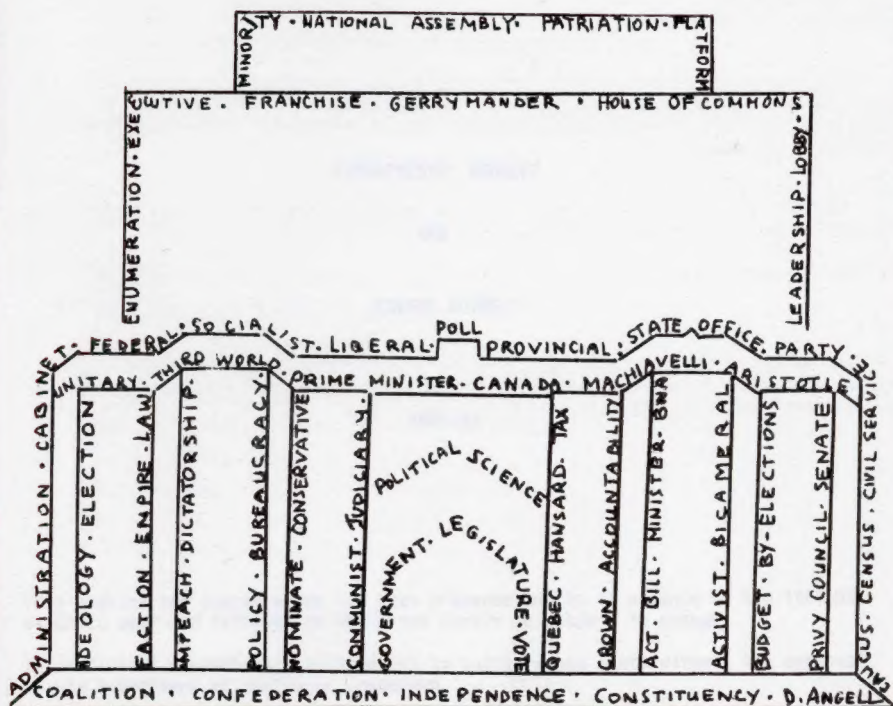 MINORITY · NATIONAL ASSEMBLY · PATRIATION · PLATFORM
ENUMERATION · EXECUTIVE · FRANCHISE · GERRYMANDER · HOUSE OF COMMONS
LEADERSHIP · LOBBY ·
ADMINISTRATION · CABINET · FEDERAL · SOCIALIST · LIBERAL · POLL PROVINCIAL · STATE OFFICE · PARTY ·
CAUCUS · CENSUS · CIVIL SERVICE
UNITARY · THIRD WORLD · PRIME MINISTER · CANADA · MACHIAVELLI · ARISTOTLE
IDEOLOGY · ELECTION
FACTION EMPIRE · LAW
IMPEACH · DICTATORSHIP ·
POLICY · BUREAUCRACY
NOMINATE · CONSERVATIVE
COMMUNIST · JUDICIARY ·
POLITICAL SCIENCE
GOVERNMENT · LEGISLATURE · VOTE
QUEBEC · HANSARD · TAX
CROWN · ACCOUNTABILITY
ACT · BILL · MINISTER · BNA
ACTIVIST · BICAMERAL
BUDGET · BY-ELECTIONS
PRIVY COUNCIL · SENATE
COALITION · CONFEDERATION · INDEPENDENCE · CONSTITUENCY · D. ANGELL